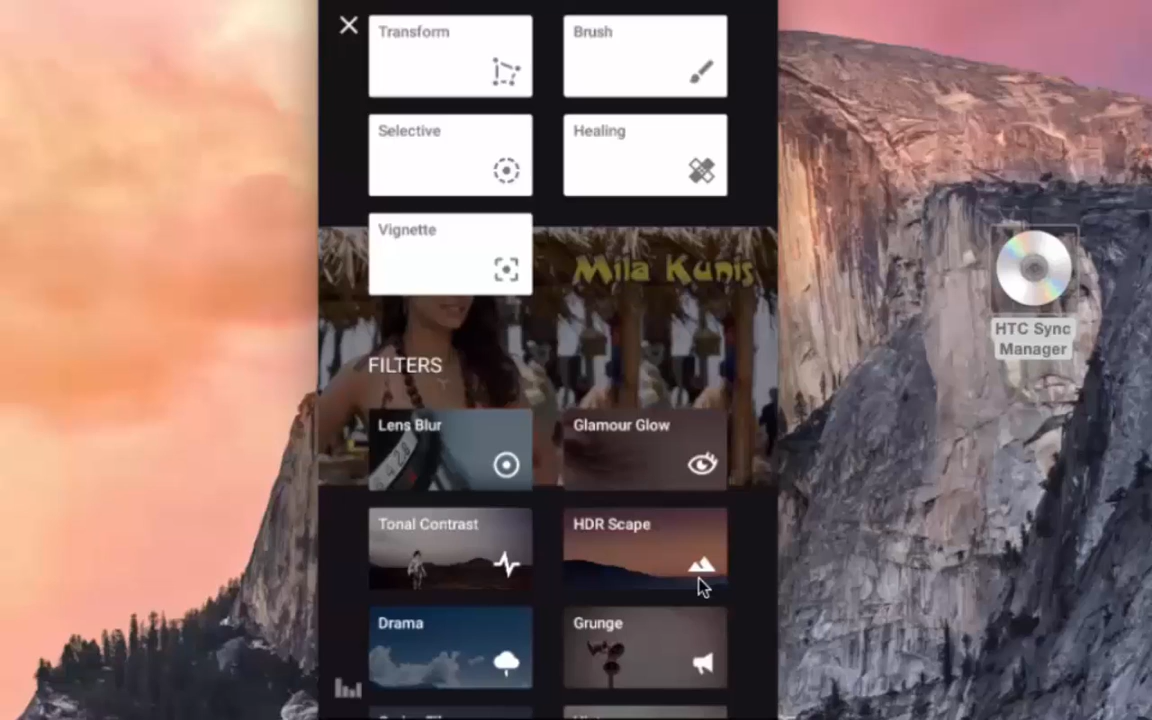 Transform
Brush
Selective
Healing
Vignette
Mila Kunis
HTC Sync
Manager
FILTERS
Lens Blur
Glamour Glow
Tonal Contrast
HDR Scape
Drama
Grunge